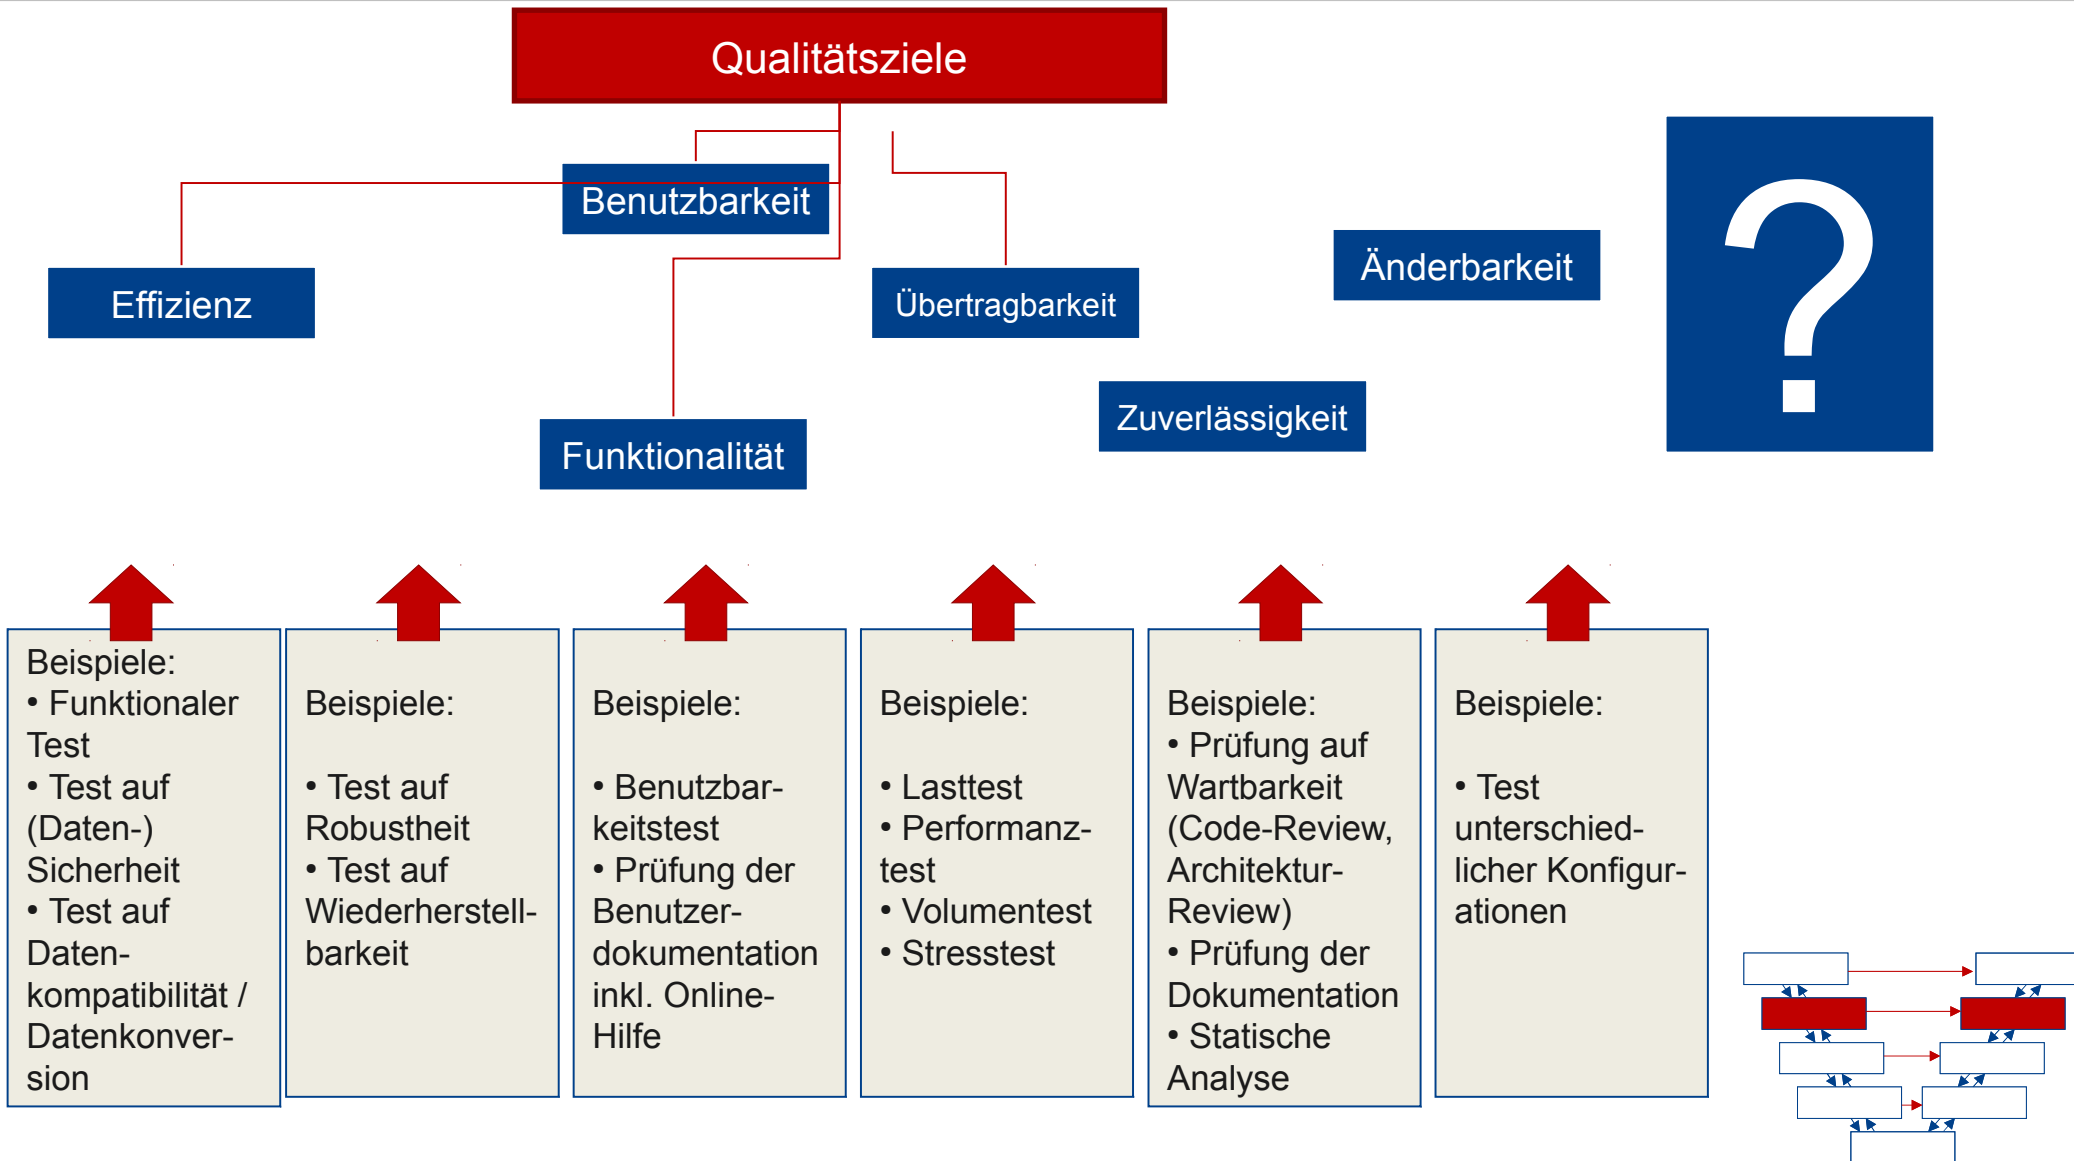 Qualitätsziele
Benutzbarkeit
Effizienz
Übertragbarkeit
Änderbarkeit
?
Zuverlässigkeit
Funktionalität
Beispiele:
• Funktionaler
Test
• Test auf
(Daten-)
Sicherheit
• Test auf
Daten-
kompatibilität /
Datenkonver-
sion
Beispiele:
• Test auf
Robustheit
• Test auf
Wiederherstell-
barkeit
Beispiele:
• Benutzbar-
keitstest
• Prüfung der
Benutzer-
dokumentation
inkl. Online-
Hilfe
Beispiele:
• Lasttest
• Performanz-
test
• Volumentest
• Stresstest
Beispiele:
• Prüfung auf
Wartbarkeit
(Code-Review,
Architektur-
Review)
• Prüfung der
Dokumentation
• Statische
Analyse
Beispiele:
• Test
unterschied-
licher Konfigur-
ationen